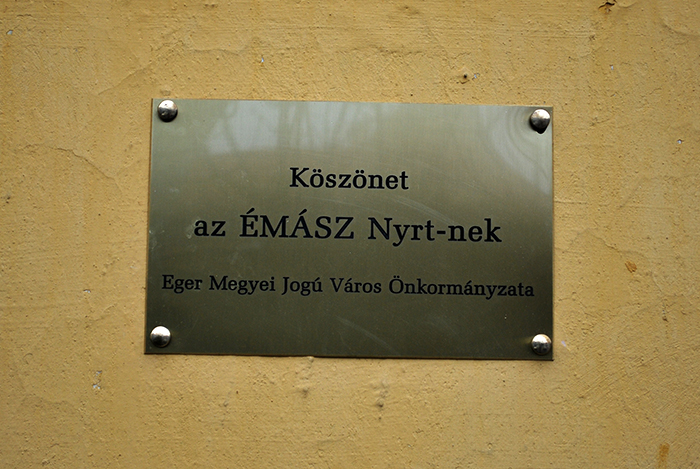 Köszönet
az ÉMÁSZ Nyrt-nek
Eger Megyei Jogú Város Önkormányzata